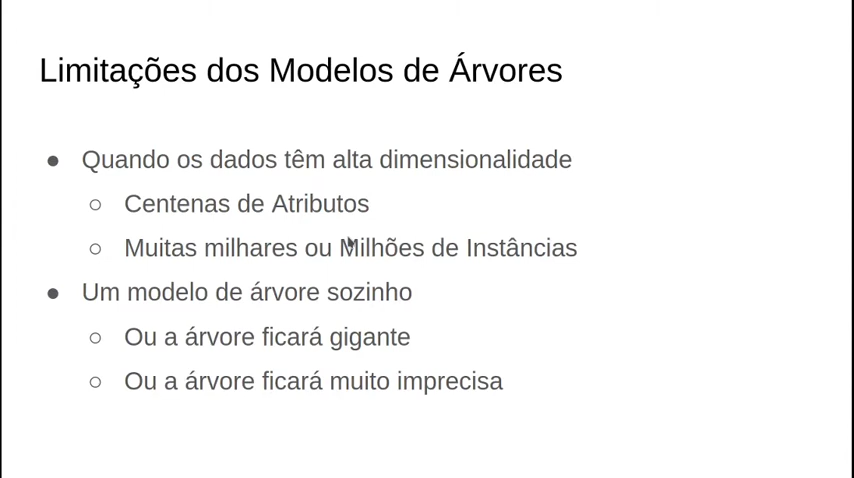 Limitações dos Modelos de Árvores
● Quando os dados têm alta dimensionalidade
○ Centenas de Atributos
○ Muitas milhares ou Milhões de Instâncias
● Um modelo de árvore sozinho
○ Ou a árvore ficará gigante
○ Ou a árvore ficará muito imprecisa